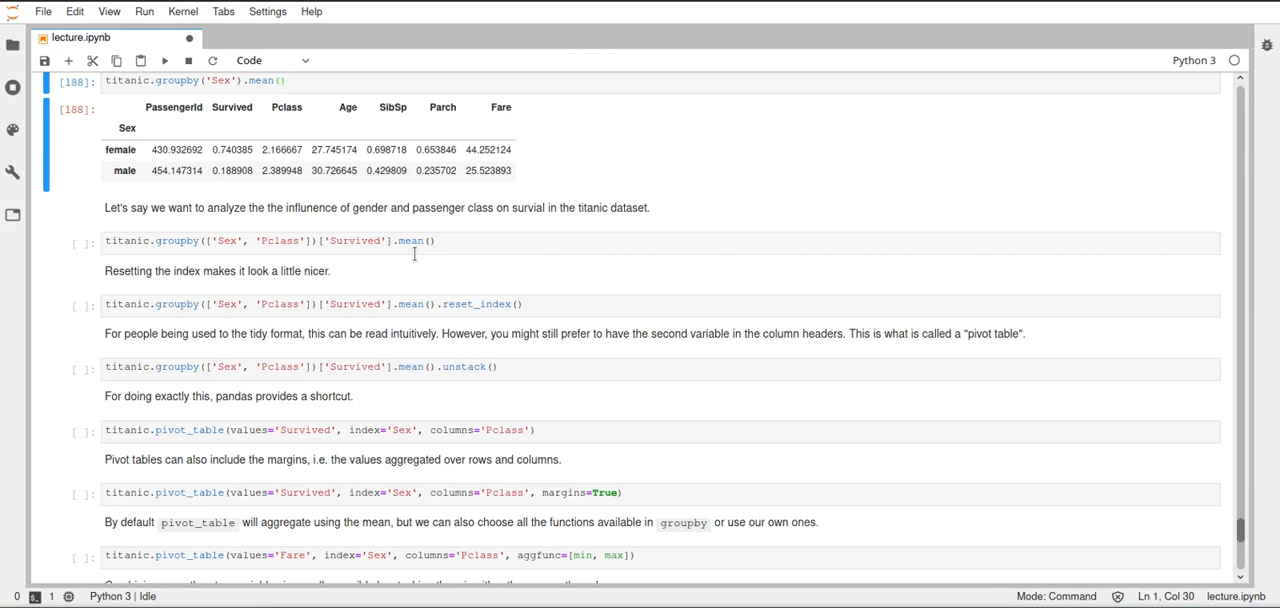 File Edit View Run Kernel Tabs Settings Help
lecture.ipynb
Code
Python 3
[188]: titanic.groupby('Sex').mean()
[188]: PassengerId Survived Pclass Age SibSp Parch Fare
Sex
female 430.932692 0.740385 2.166667 27.745174 0.698718 0.653846 44.252124
male 454.147314 0.188908 2.389948 30.726645 0.429809 0.235702 25.523893
Let's say we want to analyze the the influnence of gender and passenger class on survial in the titanic dataset.
[ ]: titanic.groupby(['Sex', 'Pclass'])['Survived'].mean()
Resetting the index makes it look a little nicer.
[ ]: titanic.groupby(['Sex', 'Pclass'])['Survived'].mean().reset_index()
For people being used to the tidy format, this can be read intuitively. However, you might still prefer to have the second variable in the column headers. This is what is called a "pivot table".
[ ]: titanic.groupby(['Sex', 'Pclass'])['Survived'].mean().unstack()
For doing exactly this, pandas provides a shortcut.
[ ]: titanic.pivot_table(values='Survived', index='Sex', columns='Pclass')
Pivot tables can also include the margins, i.e. the values aggregated over rows and columns.
[ ]: titanic.pivot_table(values='Survived', index='Sex', columns='Pclass', margins=True)
By default pivot_table will aggregate using the mean, but we can also choose all the functions available in groupby or use our own ones.
[ ]: titanic.pivot_table(values='Fare', index='Sex', columns='Pclass', aggfunc=[min, max])
0 1 Python 3 | Idle Mode: Command Ln 1, Col 30 lecture.ipynb